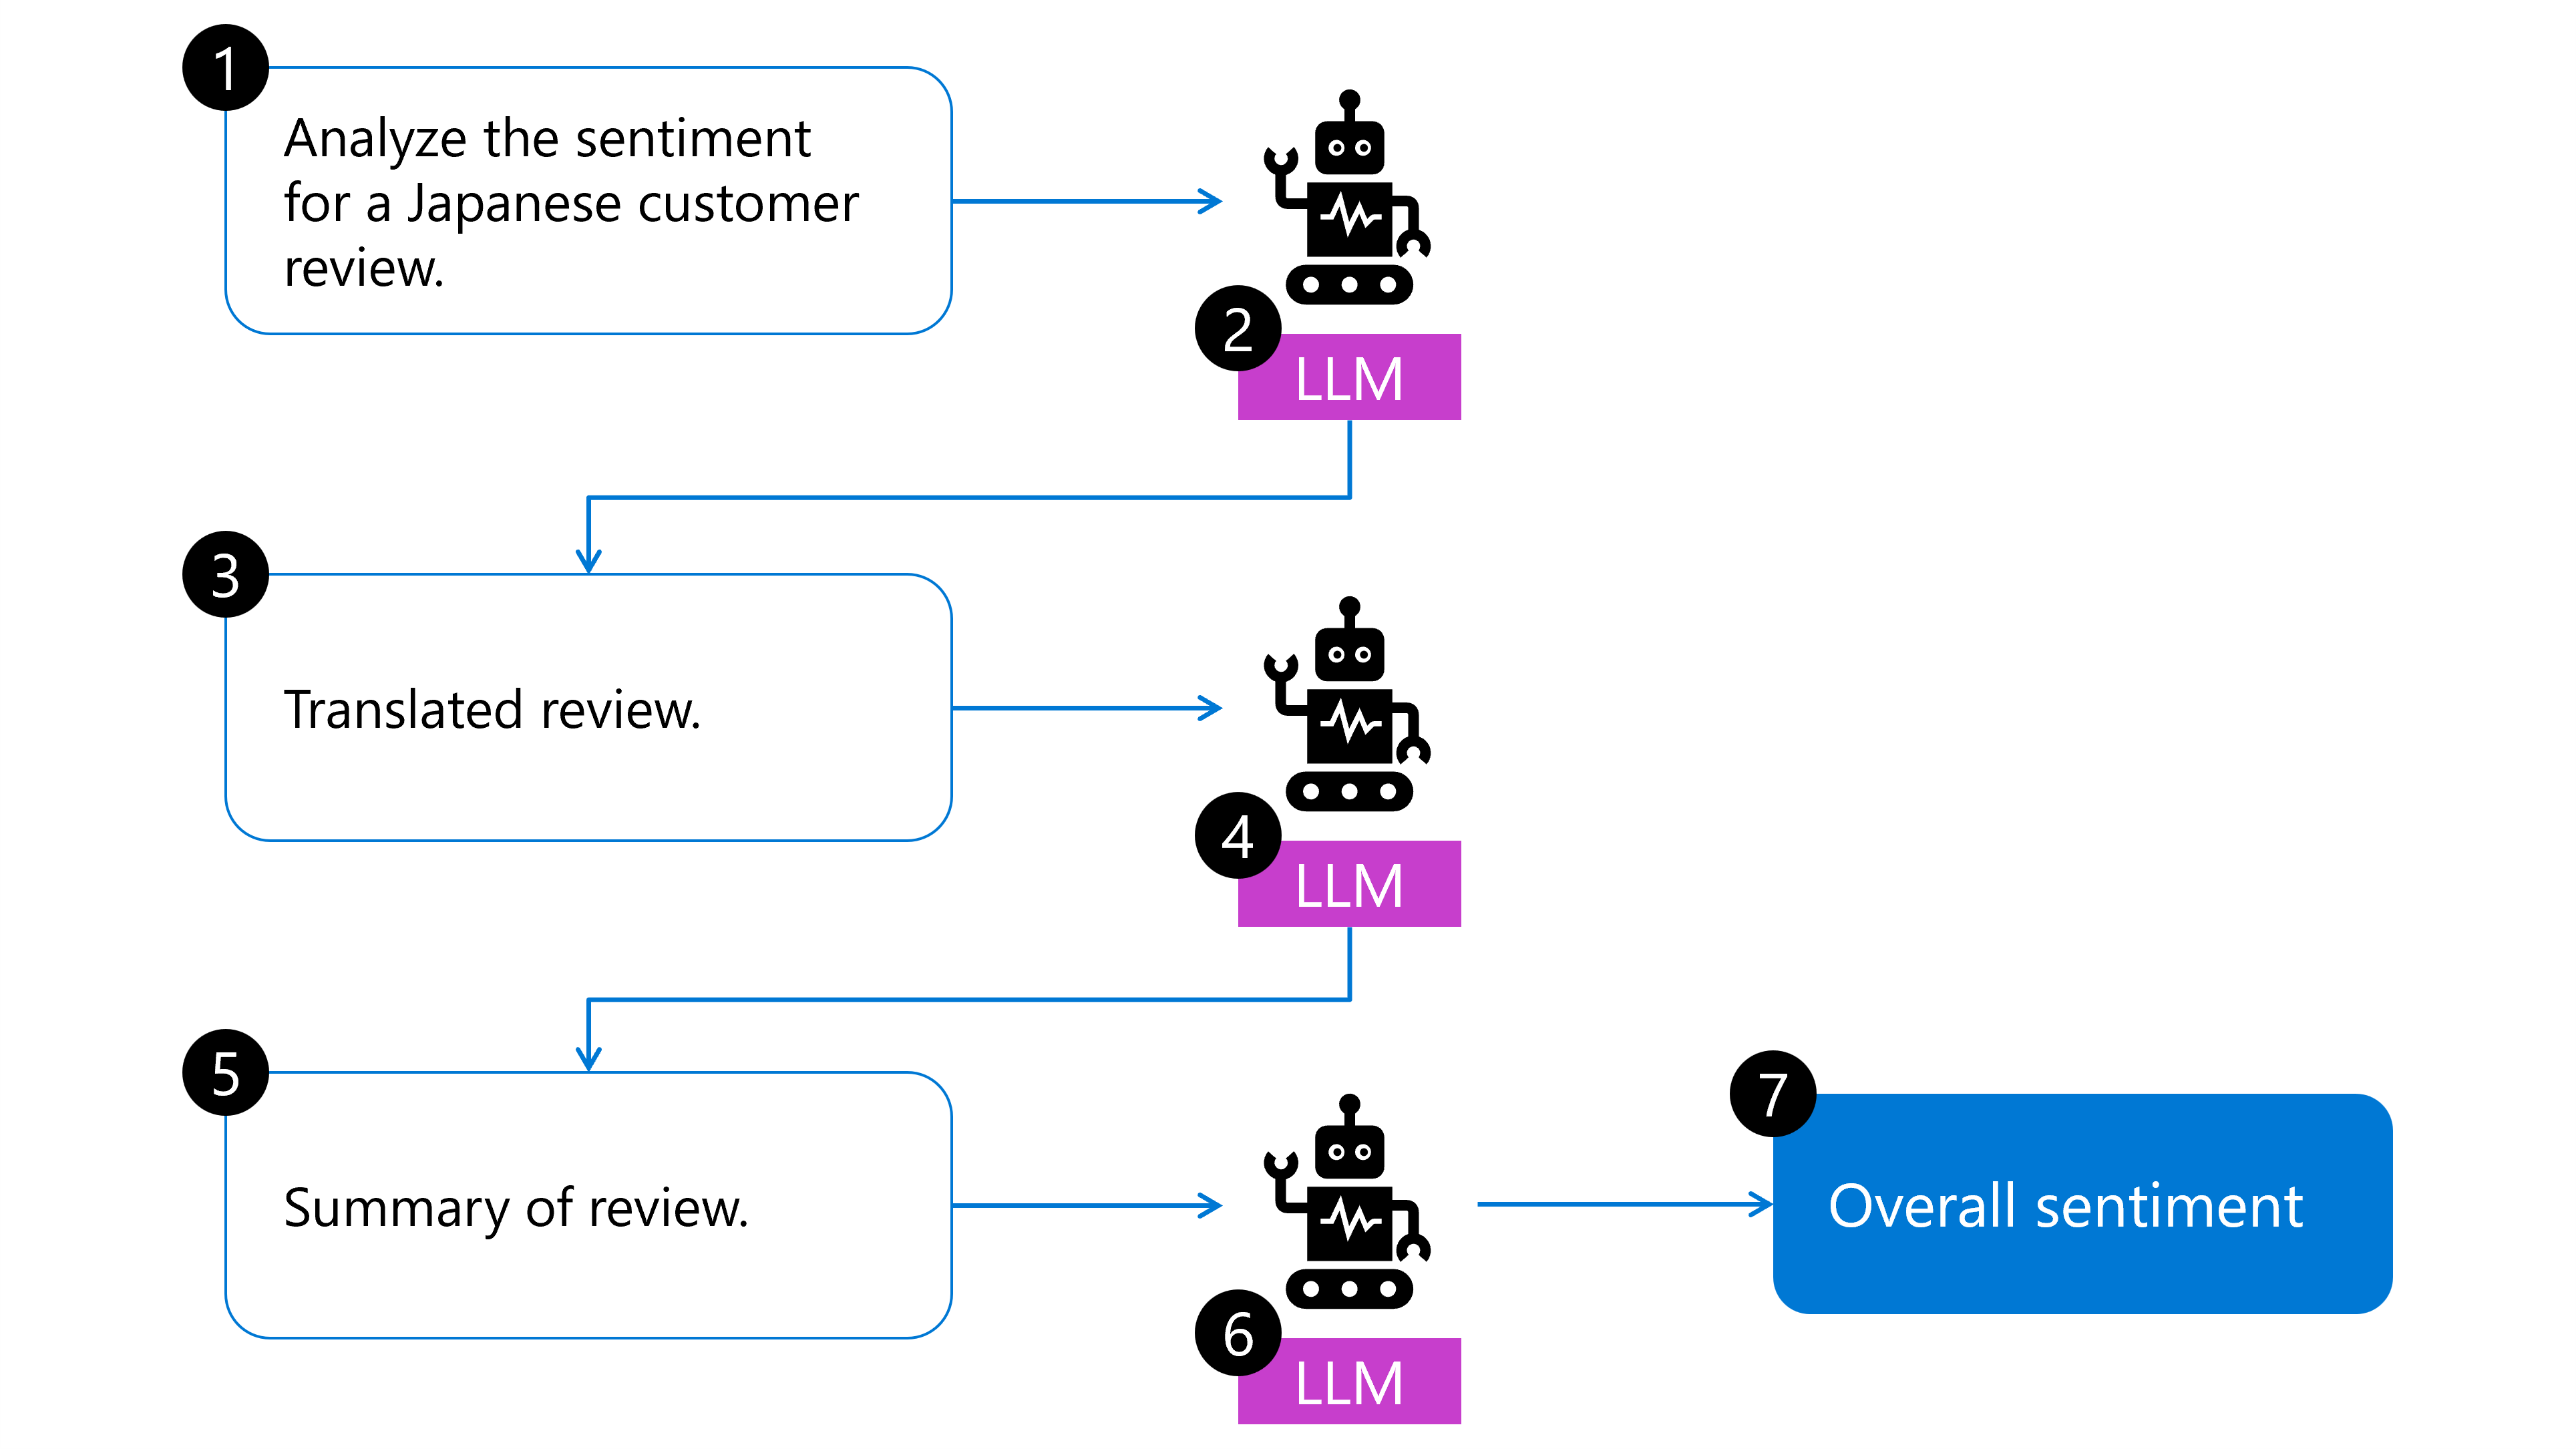 1
Analyze the sentiment
for a Japanese customer
review.
2
LLM
3
Translated review.
4
LLM
5
Summary of review.
6
LLM
7
Overall sentiment